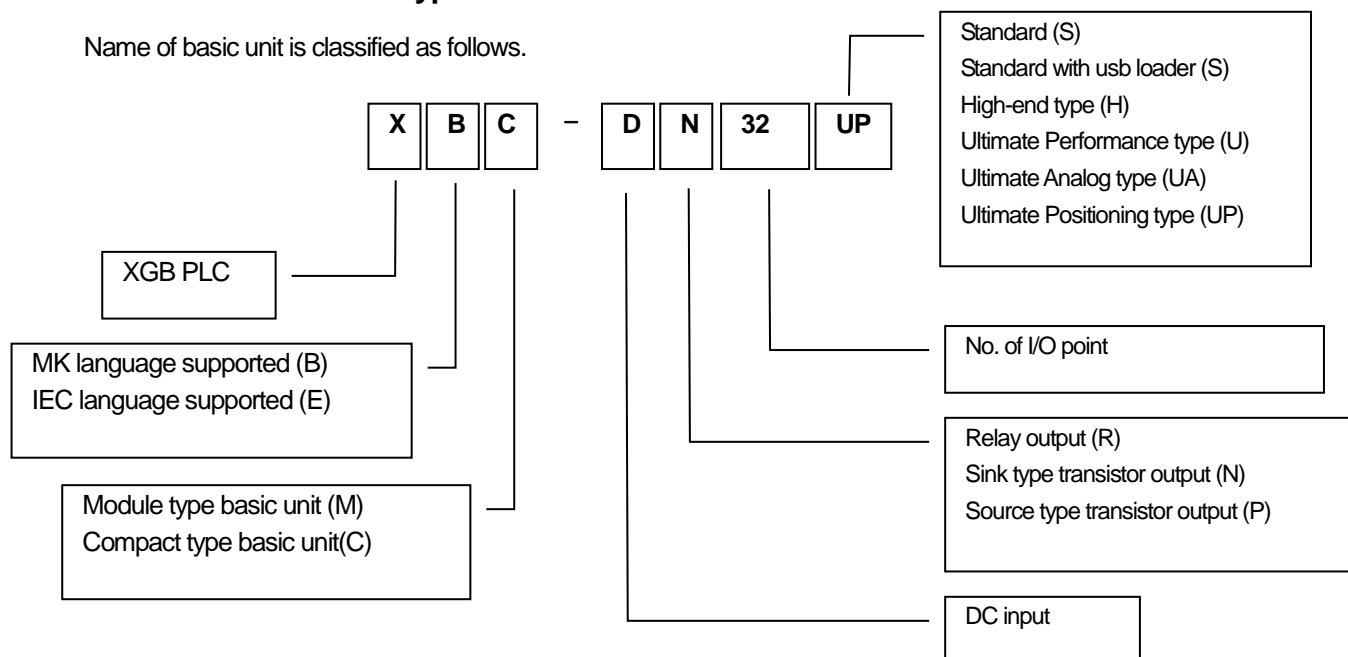 Name of basic unit is classified as follows.
X B C – D N 32 UP
Standard (S)
Standard with usb loader (S)
High-end type (H)
Ultimate Performance type (U)
Ultimate Analog type (UA)
Ultimate Positioning type (UP)
XGB PLC
MK language supported (B)
IEC language supported (E)
Module type basic unit (M)
Compact type basic unit(C)
No. of I/O point
Relay output (R)
Sink type transistor output (N)
Source type transistor output (P)
DC input